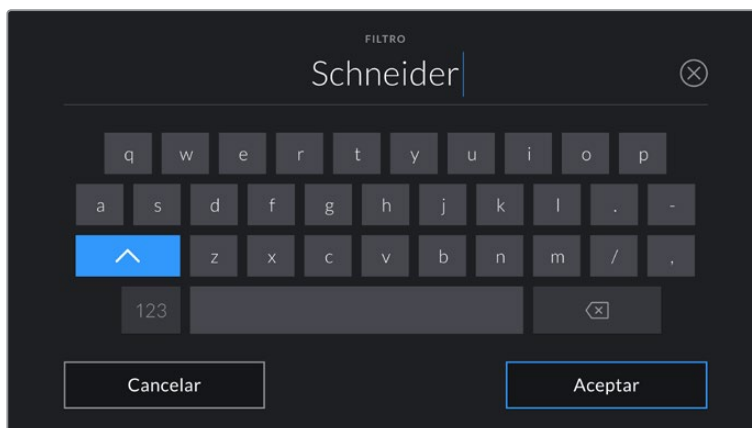 FILTRO
Schneider
q w e r t y u i o p
a s d f g h j k l . -
z x c v b n m / ,
123
Cancelar Aceptar